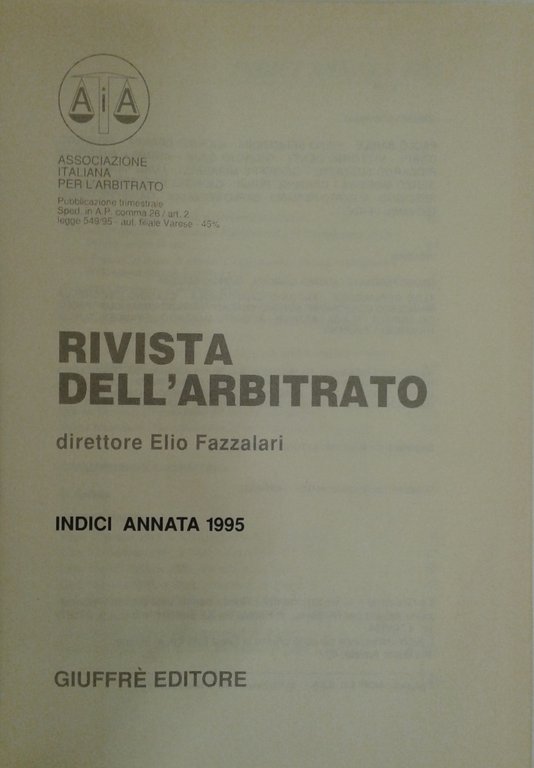 AiA
ASSOCIAZIONE
ITALIANA
PER L'ARBITRATO
Pubblicazione trimestrale
Sped. in A.P. comma 26 / art. 2
legge 549/95 - aut. filiale Varese - 45%
RIVISTA
DELL'ARBITRATO
direttore Elio Fazzalari
INDICI ANNATA 1995
GIUFFRÈ EDITORE